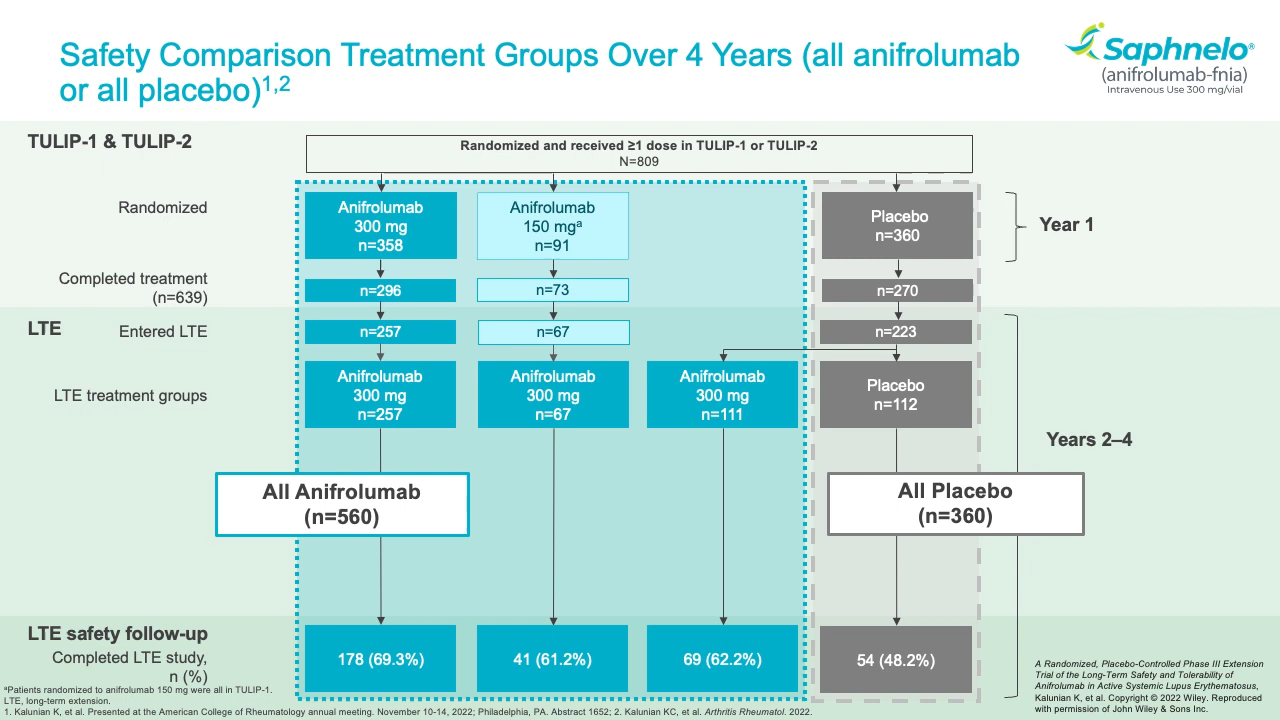 Safety Comparison Treatment Groups Over 4 Years (all anifrolumab
or all placebo)1,2
Saphnelo®
(anifrolumab-fnia)
Intravenous Use 300 mg/vial
TULIP-1 & TULIP-2
Randomized and received ≥1 dose in TULIP-1 or TULIP-2
N=809
Randomized
Anifrolumab
300 mg
n=358
Anifrolumab
150 mgᵃ
n=91
Placebo
n=360
Year 1
Completed treatment
(n=639)
n=296
n=73
n=270
LTE
Entered LTE
n=257
n=67
n=223
LTE treatment groups
Anifrolumab
300 mg
n=257
Anifrolumab
300 mg
n=67
Anifrolumab
300 mg
n=111
Placebo
n=112
Years 2–4
All Anifrolumab
(n=560)
All Placebo
(n=360)
LTE safety follow-up
Completed LTE study,
n (%)
178 (69.3%)
41 (61.2%)
69 (62.2%)
54 (48.2%)
ᵃPatients randomized to anifrolumab 150 mg were all in TULIP-1.
LTE, long-term extension.
1. Kalunian K, et al. Presented at the American College of Rheumatology annual meeting. November 10-14, 2022; Philadelphia, PA. Abstract 1652; 2. Kalunian KC, et al. Arthritis Rheumatol. 2022.
A Randomized, Placebo-Controlled Phase III Extension
Trial of the Long-Term Safety and Tolerability of
Anifrolumab in Active Systemic Lupus Erythematosus,
Kalunian K, et al. Copyright © 2022 Wiley. Reproduced
with permission of John Wiley & Sons Inc.